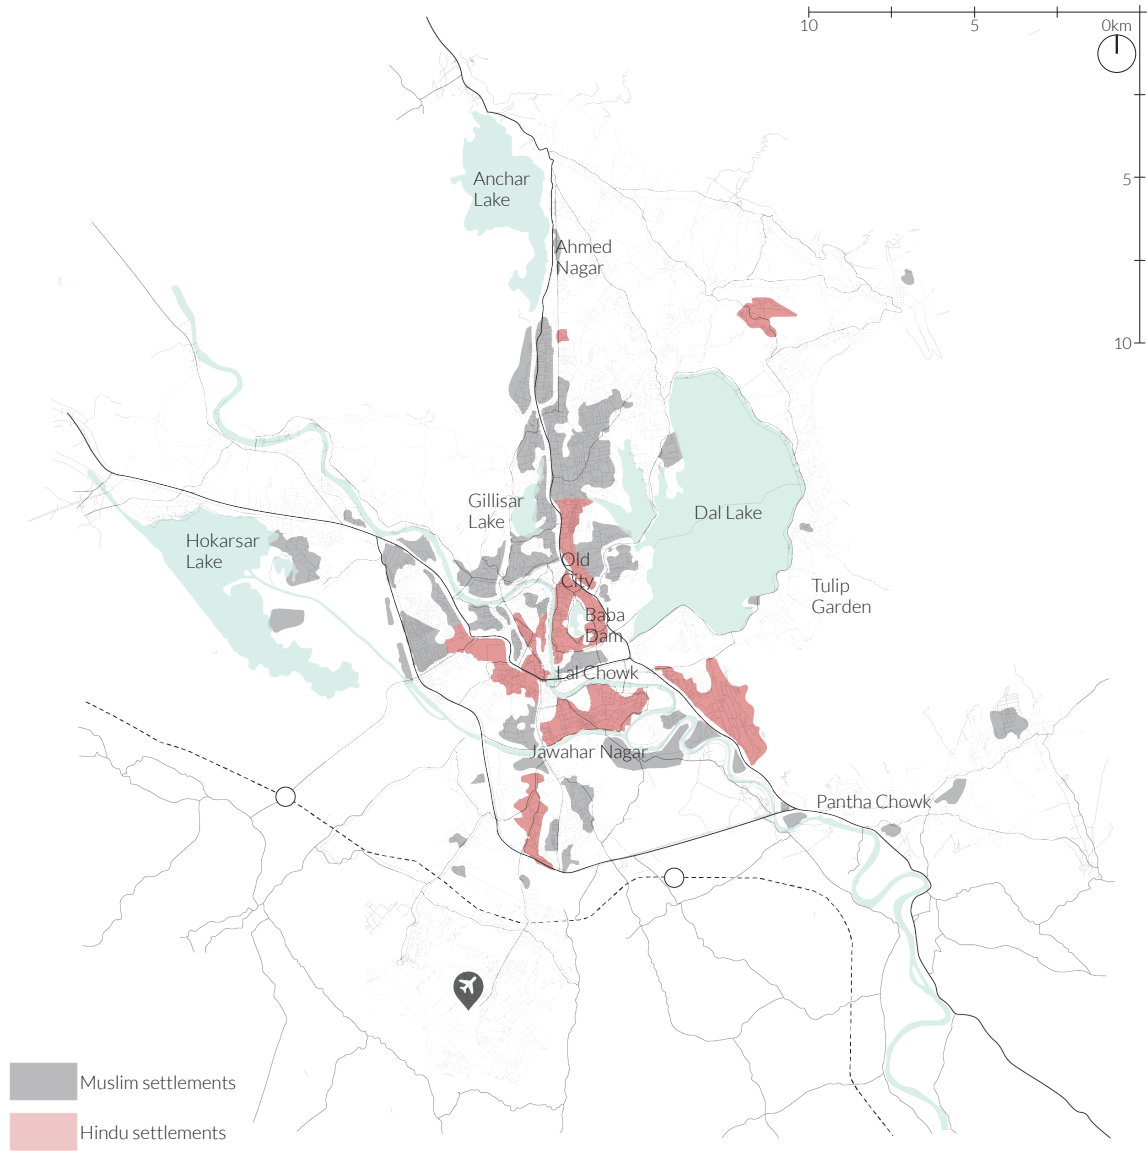 10
5
0km
5
10
Anchar
Lake
Ahmed
Nagar
Gillisar
Lake
Dal Lake
Hokarsar
Lake
Old
City
Tulip
Garden
Baba
Dam
Lal Chowk
Jawahar Nagar
Pantha Chowk
Muslim settlements
Hindu settlements